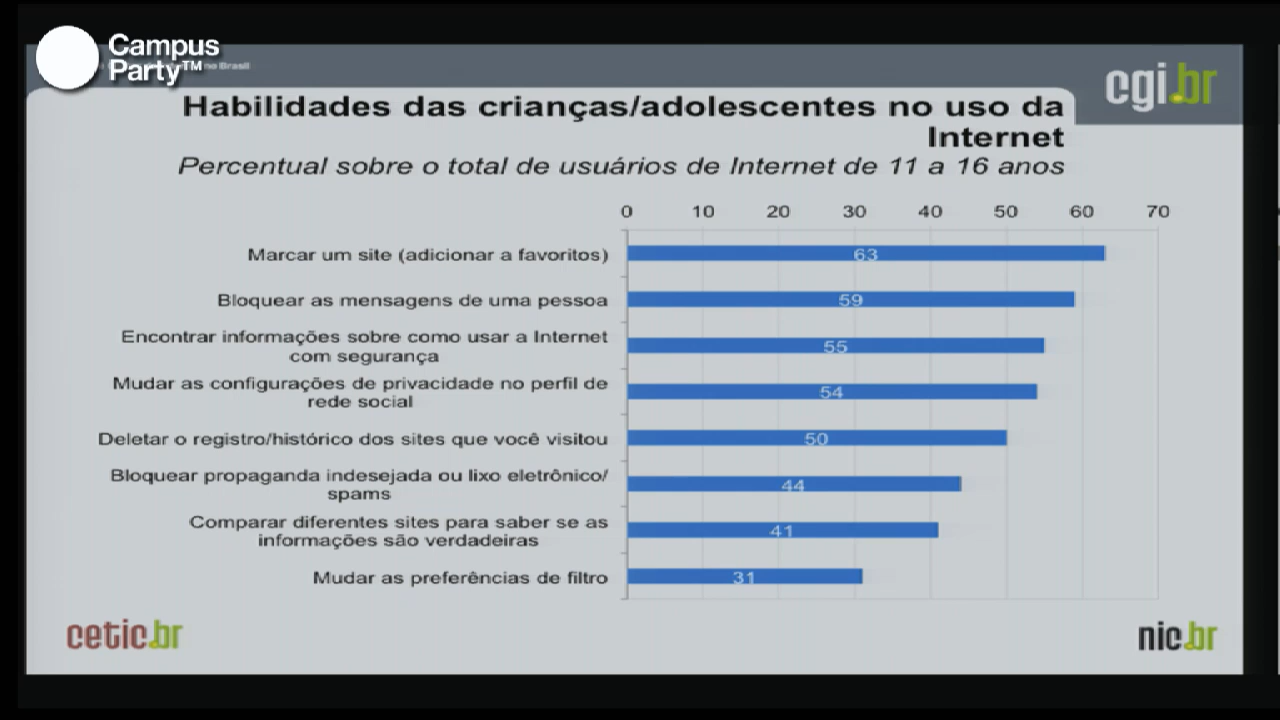 Campus
Party™
no Brasil
cgi.br
Habilidades das crianças/adolescentes no uso da
Internet
Percentual sobre o total de usuários de Internet de 11 a 16 anos
0 10 20 30 40 50 60 70
Marcar um site (adicionar a favoritos) 63
Bloquear as mensagens de uma pessoa 59
Encontrar informações sobre como usar a Internet
com segurança 55
Mudar as configurações de privacidade no perfil de
rede social 54
Deletar o registro/histórico dos sites que você visitou 50
Bloquear propaganda indesejada ou lixo eletrônico/
spams 44
Comparar diferentes sites para saber se as
informações são verdadeiras 41
Mudar as preferências de filtro 31
cetic.br
nic.br